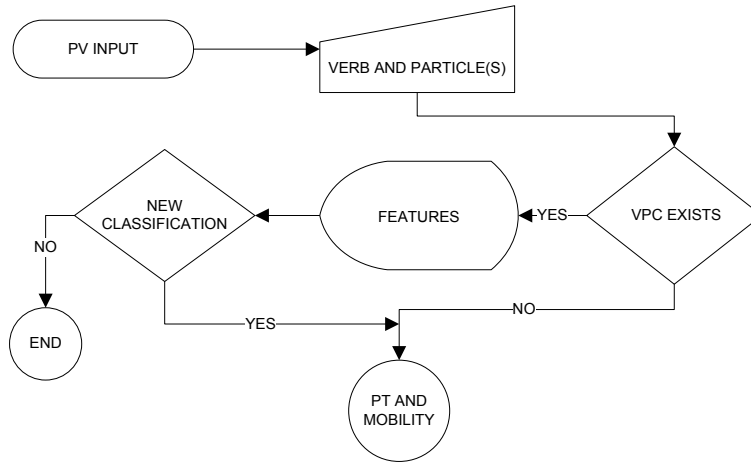 PV INPUT
VERB AND PARTICLE(S)
NEW
CLASSIFICATION
FEATURES
YES
VPC EXISTS
NO
NO
YES
END
PT AND
MOBILITY